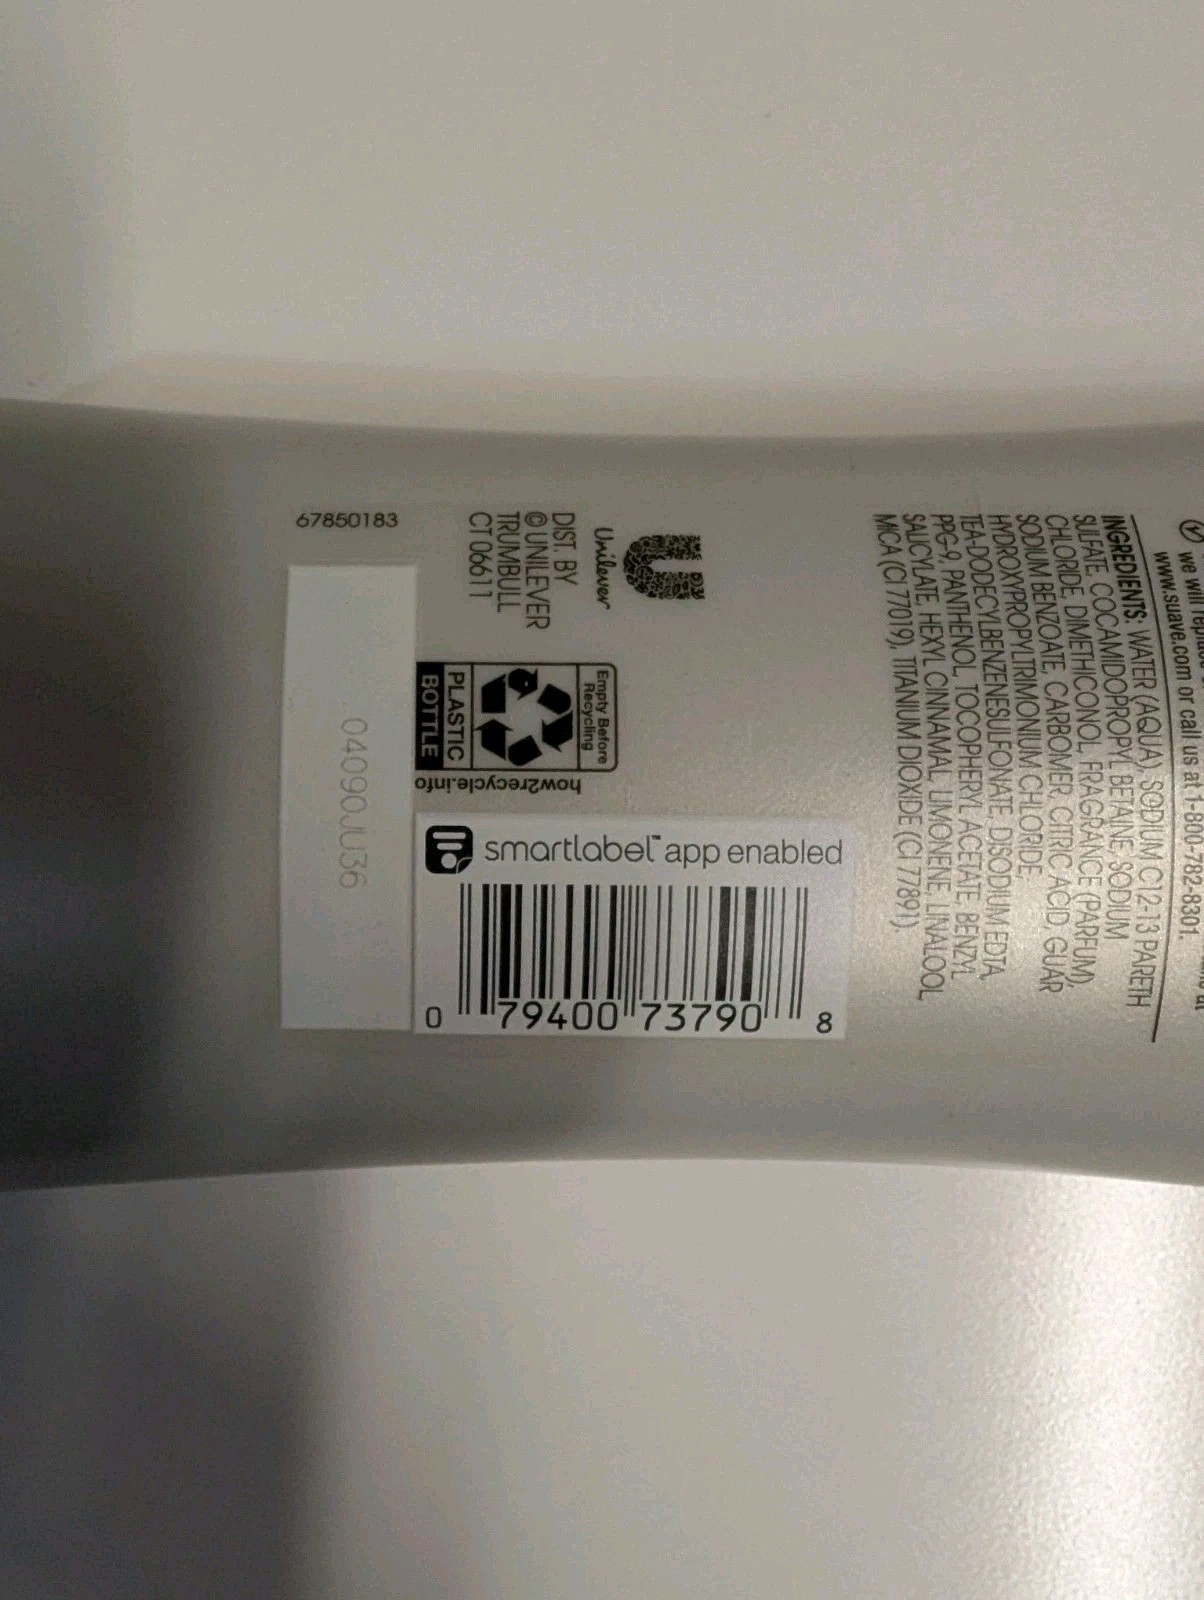 we will
www.suave.com or call us at 1-800-782-8301.
INGREDIENTS: WATER (AQUA), SODIUM C12-13 PARETH
SULFATE, COCAMIDOPROPYL BETAINE, SODIUM
CHLORIDE, DIMETHICONOL, FRAGRANCE (PARFUM),
SODIUM BENZOATE, CARBOMER, CITRIC ACID, GUAR
HYDROXYPROPYLTRIMONIUM CHLORIDE,
TEA-DODECYLBENZENESULFONATE, DISODIUM EDTA,
PPG-9, PANTHENOL, TOCOPHERYL ACETATE, BENZYL
SALICYLATE, HEXYL CINNAMAL, LIMONENE, LINALOOL,
MICA (CI 77019), TITANIUM DIOXIDE (CI 77891)
Unilever
DIST. BY
© UNILEVER
TRUMBULL
CT 06611
Empty Before
Recycling
PLASTIC
BOTTLE
how2recycle.info
smartlabel™ app enabled
0 79400 73790 8
67850183
04090JU36